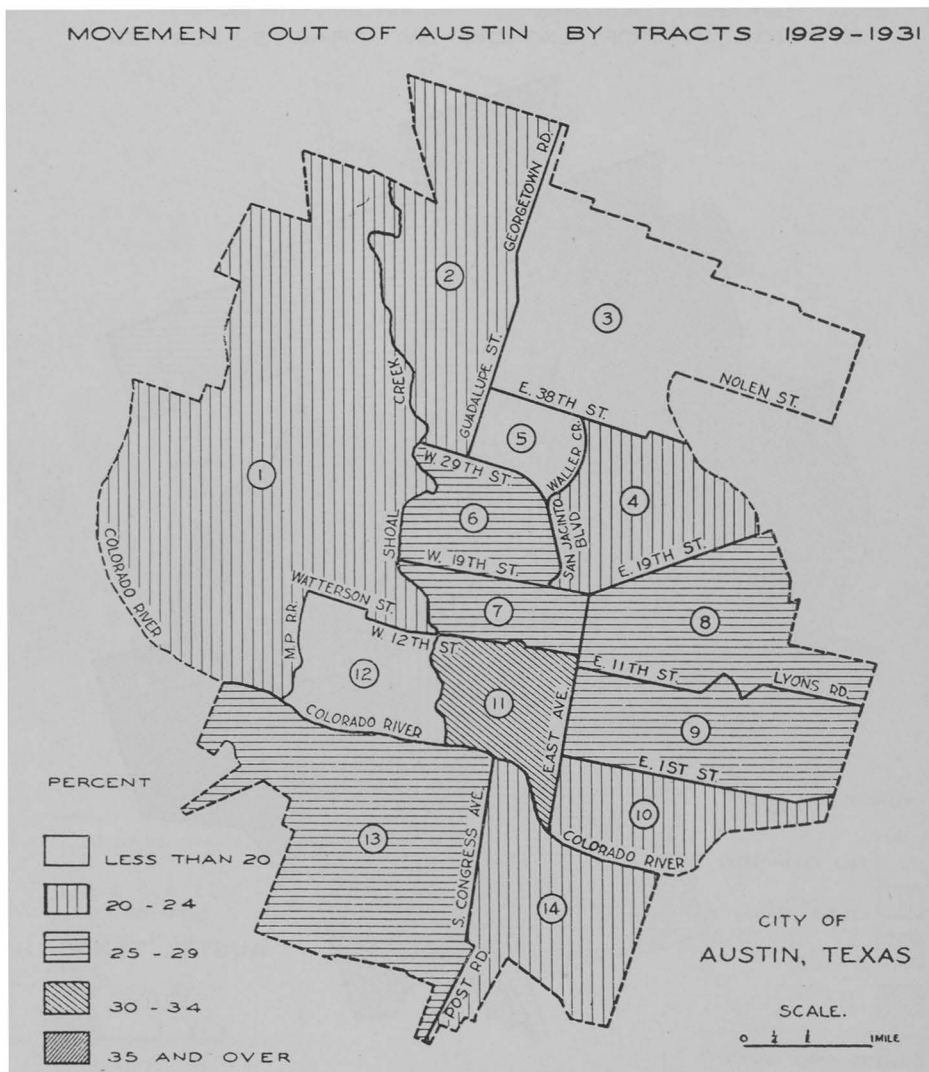 MOVEMENT OUT OF AUSTIN BY TRACTS 1929-1931
GEORGETOWN RD.
2
3
NOLEN ST.
GUADALUPE ST.
E. 38TH ST.
CREEK
5
WALLER CR.
W. 29TH ST.
1
4
6
SAN JACINTO
BLVD
SHOAL
COLORADO RIVER
W. 19TH ST.
E. 19TH ST.
WATTERSON ST.
7
8
M.P. RR.
W. 12TH ST.
E. 11TH ST.
LYONS RD.
12
11
EAST AVE.
9
COLORADO RIVER
E. 1ST ST.
10
13
S. CONGRESS AVE.
COLORADO RIVER
14
POST RD.
PERCENT
LESS THAN 20
20 - 24
25 - 29
30 - 34
35 AND OVER
CITY OF
AUSTIN, TEXAS
SCALE.
0 1 MILE